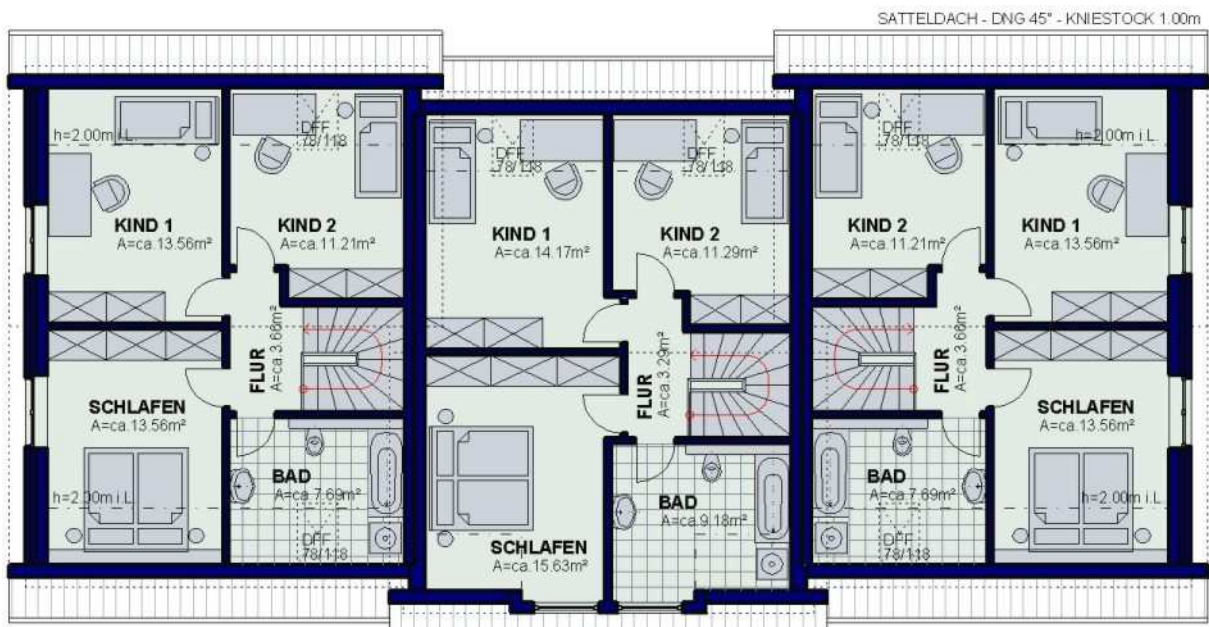 SATTELDACH - DNG 45° - KNIESTOCK 1.00m
h=2.00m i.L.
KIND 1
A=ca.13.56m²
DFF
78/118
KIND 2
A=ca.11.21m²
FLUR
A=ca.3.66m²
SCHLAFEN
A=ca.13.56m²
h=2.00m i.L.
BAD
A=ca.7.69m²
DFF
78/118
DFF
78/118
KIND 1
A=ca.14.17m²
DFF
78/118
KIND 2
A=ca.11.29m²
FLUR
A=ca.3.29m²
SCHLAFEN
A=ca.15.63m²
BAD
A=ca.9.18m²
DFF
78/118
KIND 2
A=ca.11.21m²
h=2.00m i.L.
KIND 1
A=ca.13.56m²
FLUR
A=ca.3.66m²
SCHLAFEN
A=ca.13.56m²
h=2.00m i.L.
BAD
A=ca.7.69m²
DFF
78/118